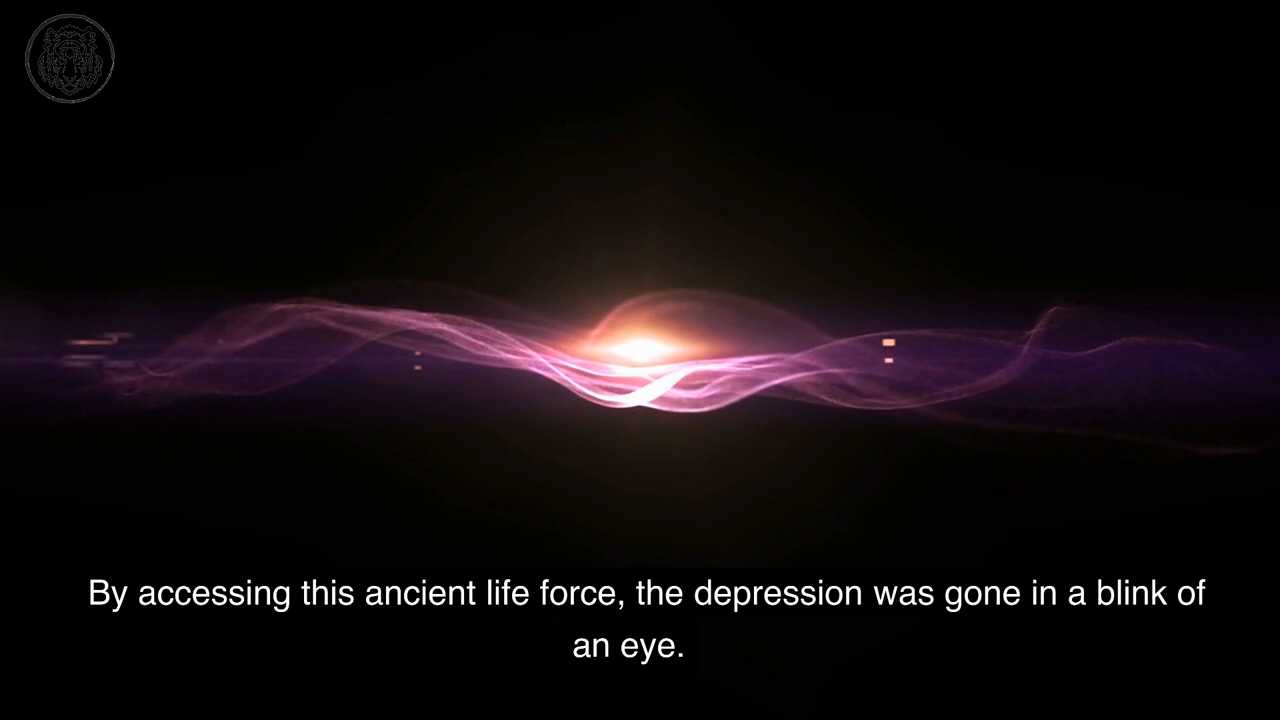 By accessing this ancient life force, the depression was gone in a blink of
an eye.